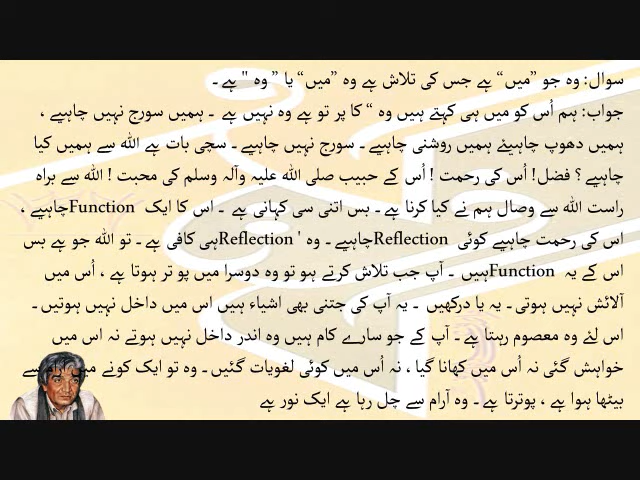 سوال: وہ جو ”میں“ ہے جس کی تلاش ہے وہ ”میں“ یا ” وہ " ہے ۔
جواب: ہم اُس کو میں ہی کہتے ہیں وہ “ کا پر تو ہے وہ نہیں ہے ۔ ہمیں سورج نہیں چاہیے ،
ہمیں دھوپ چاہیئے ہمیں روشنی چاہیے ۔ سورج نہیں چاہیے ۔ سچی بات ہے اللہ سے ہمیں کیا
چاہیے ؟ فضل! اُس کی رحمت ! اُس کے حبیب صلی اللہ علیہ وآلہ وسلم کی محبت ! اللہ سے براہ
راست اللہ سے وصال ہم نے کیا کرنا ہے ۔ بس اتنی سی کہانی ہے ۔ اس کا ایک Functionچاہیے ،
اس کی رحمت چاہیے کوئی Reflectionچاہیے ۔ وہ ' Reflectionہی کافی ہے ۔ تو اللہ جو ہے بس
اس کے یہ Functionہیں ۔ آپ جب تلاش کرتے ہو تو وہ دوسرا میں پو تر ہوتا ہے ، اُس میں
آلائش نہیں ہوتی ۔ یہ یا درکھیں ۔ یہ آپ کی جتنی بھی اشیاء ہیں اس میں داخل نہیں ہوتیں ۔
اس لئے وہ معصوم رہتا ہے ۔ آپ کے جو سارے کام ہیں وہ اندر داخل نہیں ہوتے نہ اس میں
خواہش گئی نہ اُس میں کھانا گیا ، نہ اُس میں کوئی لغویات گئیں ۔ وہ تو ایک کونے میں سے
بیٹھا ہوا ہے ، پوترتا ہے ۔ وہ آرام سے چل رہا ہے ایک نور ہے